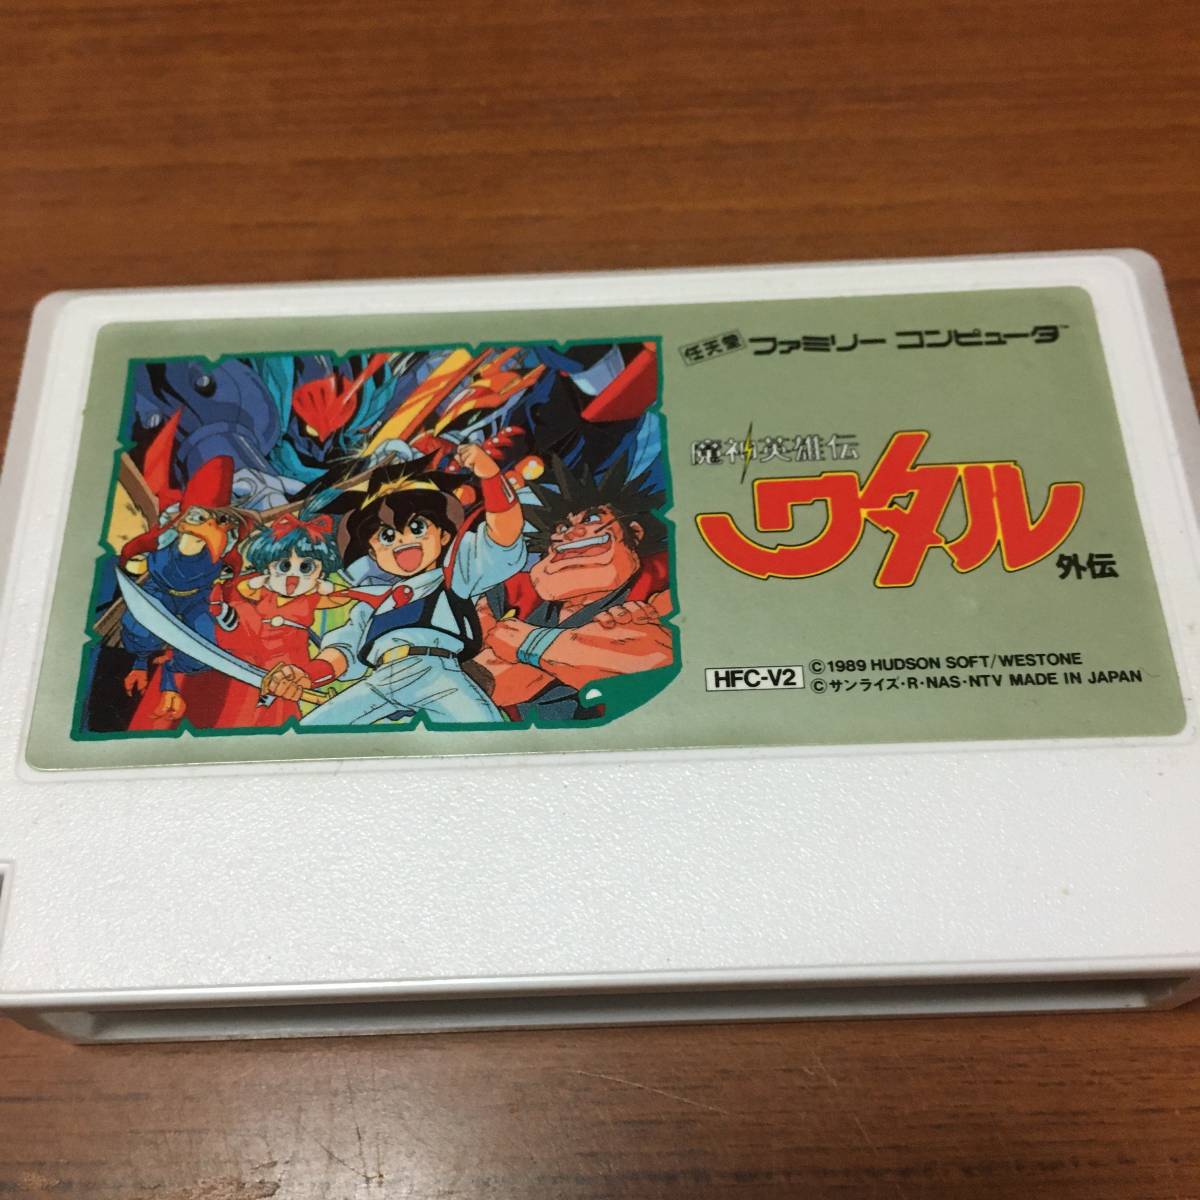 任天堂 ファミリー コンピュータ™
魔神英雄伝
ワタル
外伝
HFC-V2
©1989 HUDSON SOFT/WESTONE
©サンライズ・R・NAS・NTV MADE IN JAPAN